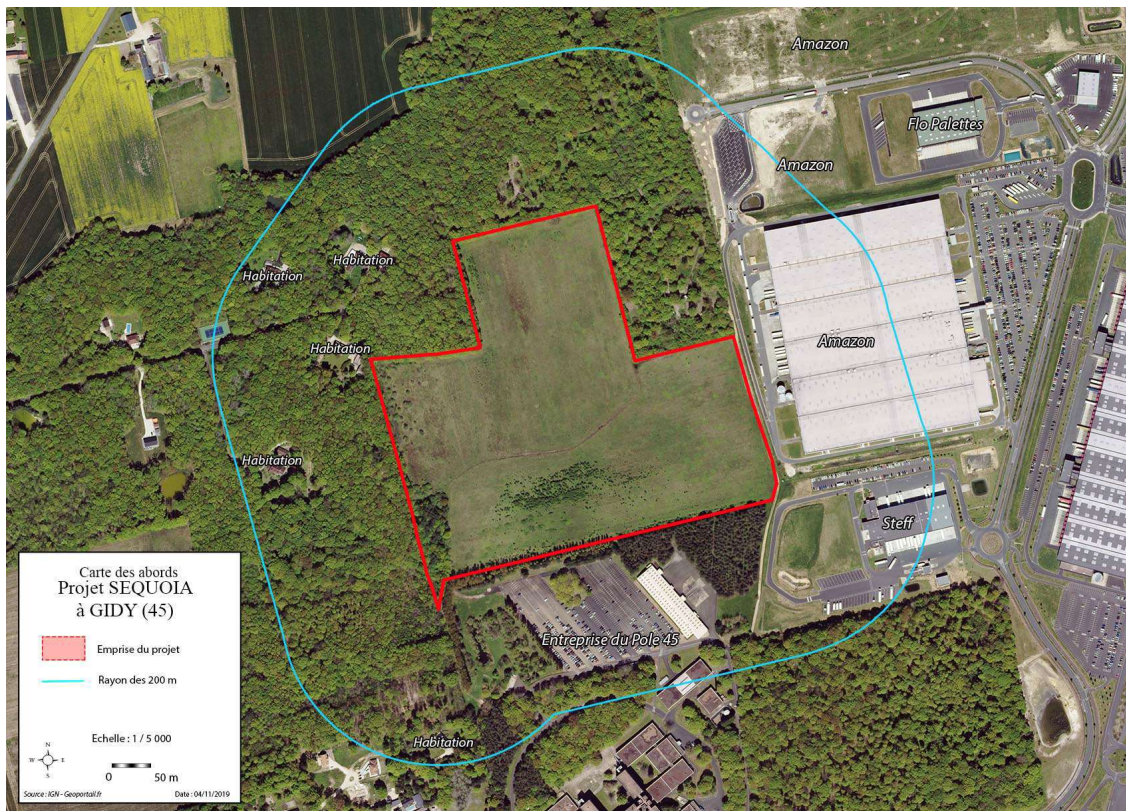 Amazon
Flo Palettes
Amazon
Habitation
Habitation
Amazon
Habitation
Habitation
Steff
Entreprise du Pole 45
Habitation
Carte des abords
Projet SEQUOIA
à GIDY (45)
Emprise du projet
Rayon des 200 m
Echelle : 1 / 5 000
N
W E
S
0 50 m
Source : IGN - Geoportail.fr Date : 04/11/2019